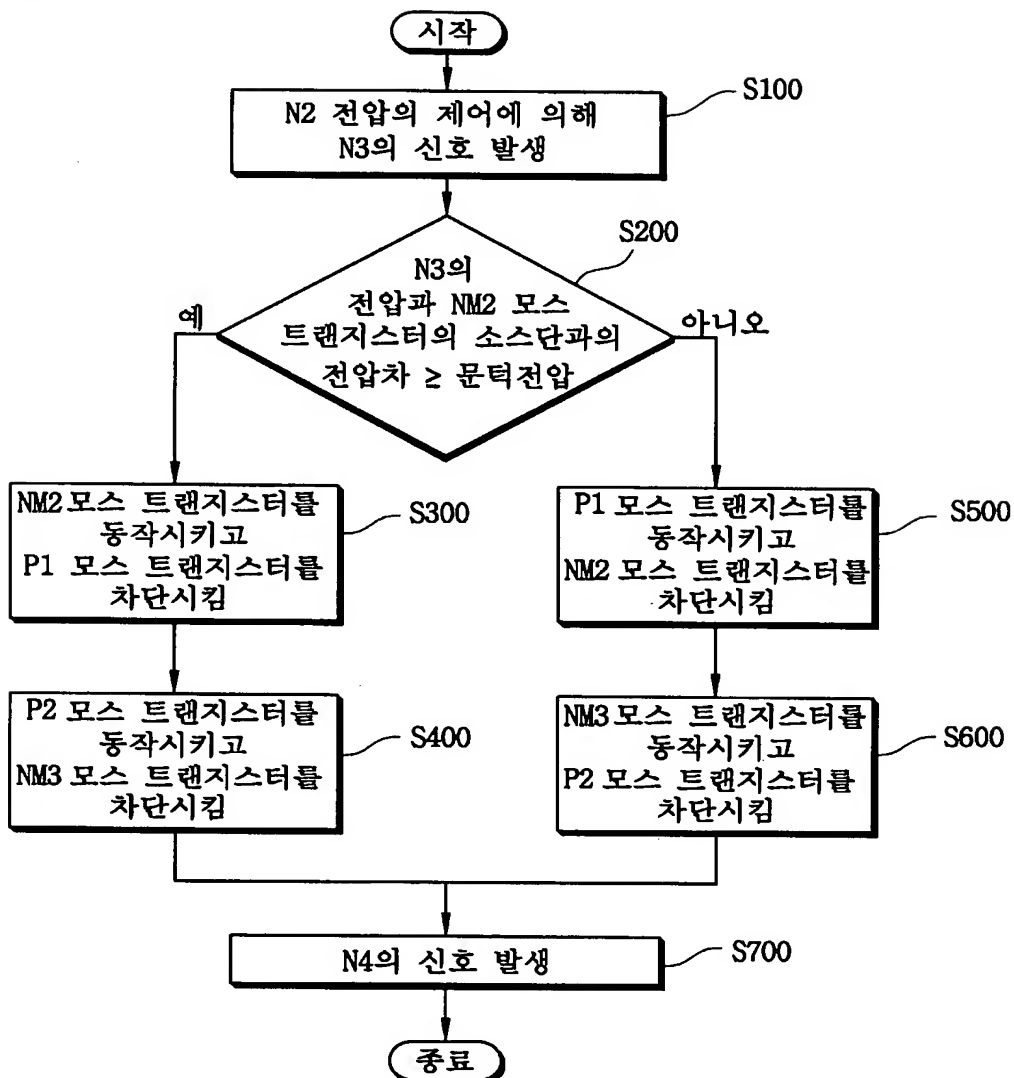 시작
N2 전압의 제어에 의해
N3의 신호 발생
S100
N3의
전압과 NM2 모스
트랜지스터의 소스단과의
전압차 ≥ 문턱전압
S200
예
아니오
NM2 모스 트랜지스터를
동작시키고
P1 모스 트랜지스터를
차단시킴
S300
P1 모스 트랜지스터를
동작시키고
NM2 모스 트랜지스터를
차단시킴
S500
P2 모스 트랜지스터를
동작시키고
NM3 모스 트랜지스터를
차단시킴
S400
NM3 모스 트랜지스터를
동작시키고
P2 모스 트랜지스터를
차단시킴
S600
N4의 신호 발생
S700
종료